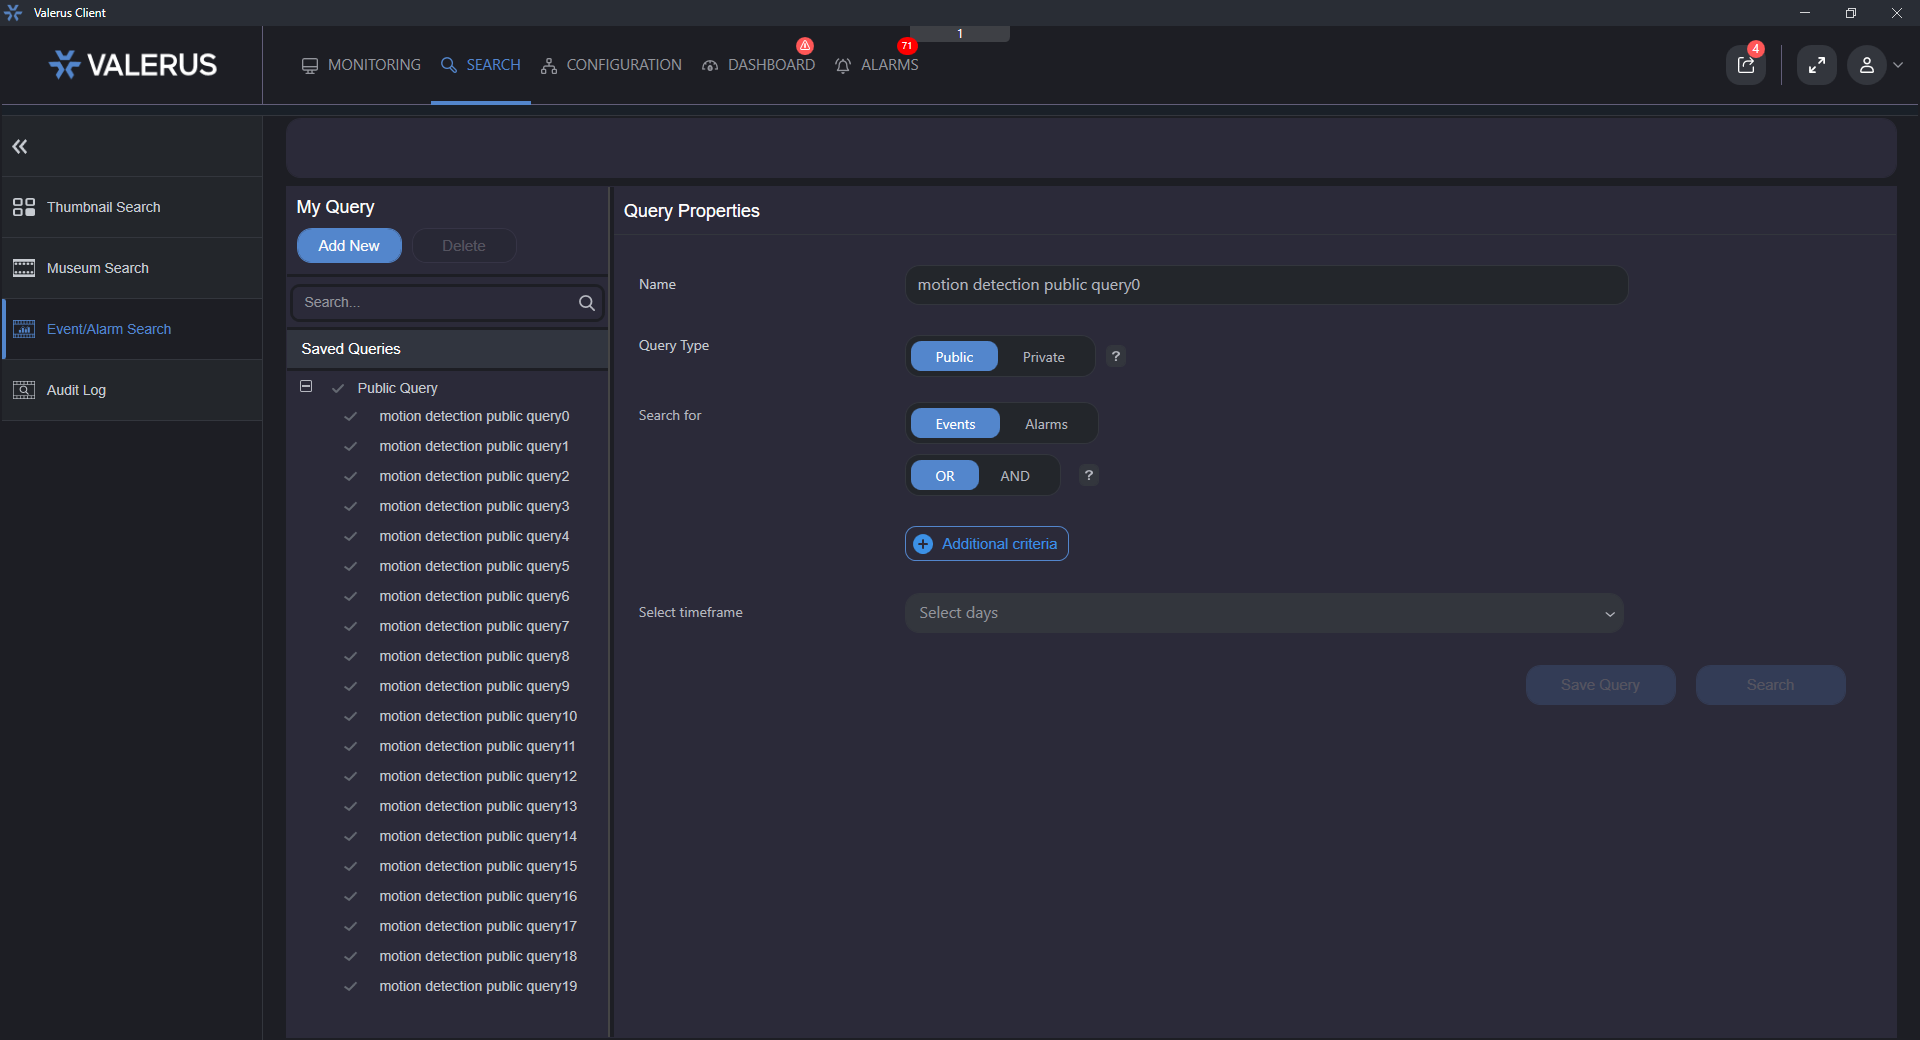 Valerus Client
1
VALERUS
MONITORING
SEARCH
CONFIGURATION
DASHBOARD
71
ALARMS
4
Thumbnail Search
Museum Search
Event/Alarm Search
Audit Log
My Query
Add New
Delete
Search...
Saved Queries
Public Query
motion detection public query0
motion detection public query1
motion detection public query2
motion detection public query3
motion detection public query4
motion detection public query5
motion detection public query6
motion detection public query7
motion detection public query8
motion detection public query9
motion detection public query10
motion detection public query11
motion detection public query12
motion detection public query13
motion detection public query14
motion detection public query15
motion detection public query16
motion detection public query17
motion detection public query18
motion detection public query19
Query Properties
Name
motion detection public query0
Query Type
Public
Private
?
Search for
Events
Alarms
OR
AND
?
Additional criteria
Select timeframe
Select days
Save Query
Search